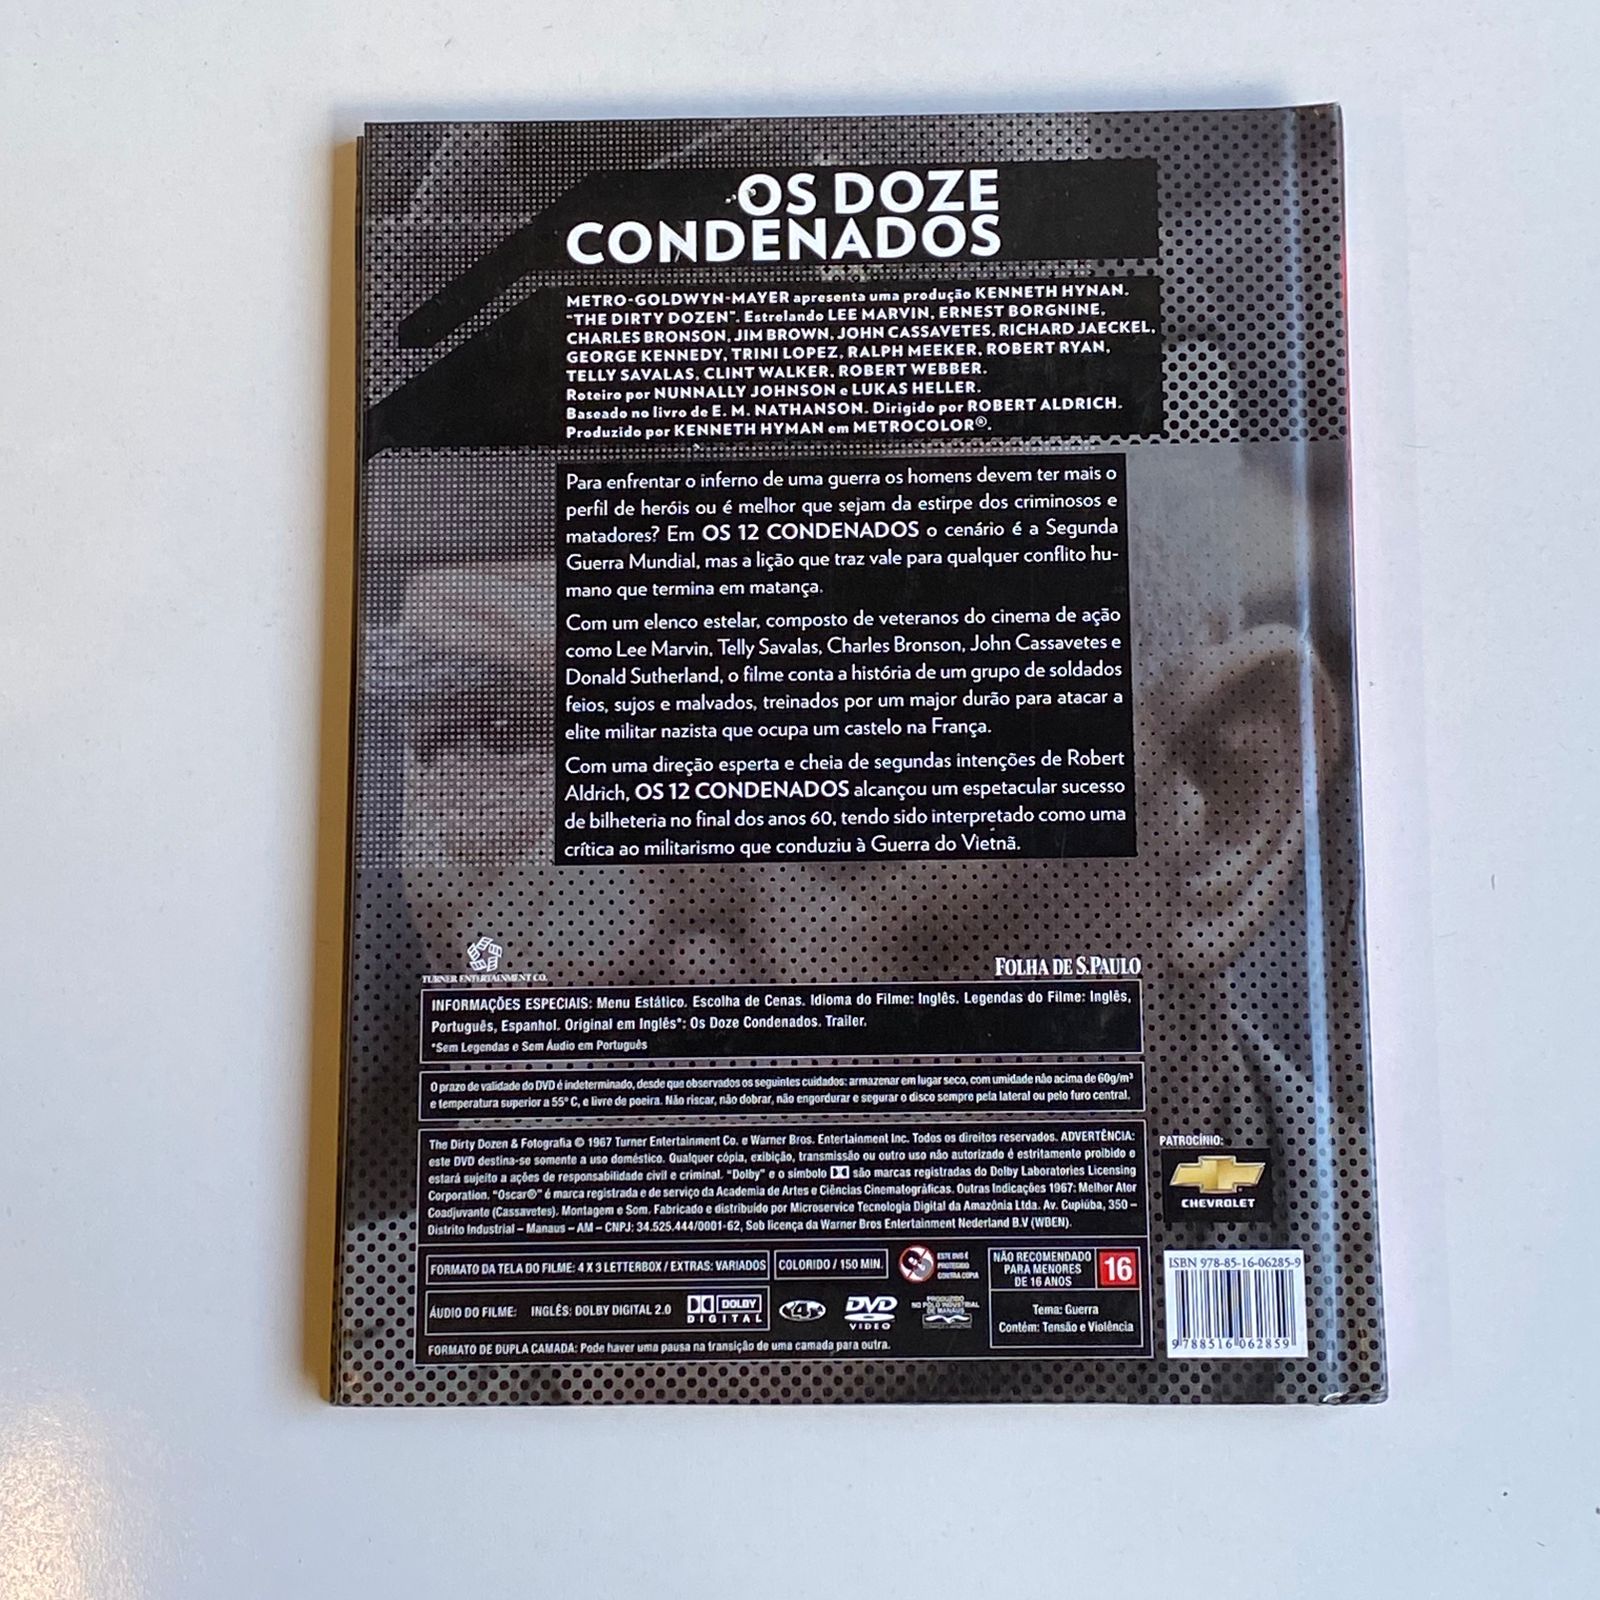 OS DOZE
CONDENADOS
METRO-GOLDWYN-MAYER apresenta uma produção KENNETH HYNAN.
"THE DIRTY DOZEN". Estrelando LEE MARVIN, ERNEST BORGNINE,
CHARLES BRONSON, JIM BROWN, JOHN CASSAVETES, RICHARD JAECKEL,
GEORGE KENNEDY, TRINI LOPEZ, RALPH MEEKER, ROBERT RYAN,
TELLY SAVALAS, CLINT WALKER, ROBERT WEBBER.
Roteiro por NUNNALLY JOHNSON e LUKAS HELLER.
Baseado no livro de E. M. NATHANSON. Dirigido por ROBERT ALDRICH.
Produzido por KENNETH HYMAN em METROCOLOR®.
Para enfrentar o inferno de uma guerra os homens devem ter mais o
perfil de heróis ou é melhor que sejam da estirpe dos criminosos e
matadores? Em OS 12 CONDENADOS o cenário é a Segunda
Guerra Mundial, mas a lição que traz vale para qualquer conflito hu-
mano que termina em matança.
Com um elenco estelar, composto de veteranos do cinema de ação
como Lee Marvin, Telly Savalas, Charles Bronson, John Cassavetes e
Donald Sutherland, o filme conta a história de um grupo de soldados
feios, sujos e malvados, treinados por um major durão para atacar a
elite militar nazista que ocupa um castelo na França.
Com uma direção esperta e cheia de segundas intenções de Robert
Aldrich, OS 12 CONDENADOS alcançou um espetacular sucesso
de bilheteria no final dos anos 60, tendo sido interpretado como uma
crítica ao militarismo que conduziu à Guerra do Vietnã.
TURNER ENTERTAINMENT CO.
FOLHA DE S.PAULO
INFORMAÇÕES ESPECIAIS: Menu Estático. Escolha de Cenas. Idioma do Filme: Inglês. Legendas do Filme: Inglês,
Português, Espanhol. Original em Inglês*: Os Doze Condenados. Trailer.
*Sem Legendas e Sem Áudio em Português
O prazo de validade do DVD é indeterminado, desde que observados os seguintes cuidados: armazenar em lugar seco, com umidade não acima de 60g/m³
e temperatura superior a 55° C, e livre de poeira. Não riscar, não dobrar, não engordurar e segurar o disco sempre pela lateral ou pelo furo central.
The Dirty Dozen & Fotografia © 1967 Turner Entertainment Co. e Warner Bros. Entertainment Inc. Todos os direitos reservados. ADVERTÊNCIA:
este DVD destina-se somente a uso doméstico. Qualquer cópia, exibição, transmissão ou outro uso não autorizado é estritamente proibido e
estará sujeito a ações de responsabilidade civil e criminal. "Dolby" e o símbolo são marcas registradas do Dolby Laboratories Licensing
Corporation. "Oscar®" é marca registrada e de serviço da Academia de Artes e Ciências Cinematográficas. Outras Indicações 1967: Melhor Ator
Coadjuvante (Cassavetes). Montagem e Som. Fabricado e distribuído por Microservice Tecnologia Digital da Amazônia Ltda. Av. Cupiúba, 350 –
Distrito Industrial – Manaus – AM – CNPJ: 34.525.444/0001-62, Sob licença da Warner Bros Entertainment Nederland B.V (WBEN).
PATROCÍNIO:
CHEVROLET
FORMATO DA TELA DO FILME: 4 X 3 LETTERBOX / EXTRAS: VARIADOS
COLORIDO / 150 MIN.
ESTE DVD É
PROTEGIDO
CONTRA CÓPIA
NÃO RECOMENDADO
PARA MENORES
DE 16 ANOS
16
ÁUDIO DO FILME: INGLÊS: DOLBY DIGITAL 2.0
DOLBY
DIGITAL
4
DVD
VIDEO
PRODUZIDO
NO PÓLO INDUSTRIAL
DE MANAUS
Tema: Guerra
Contém: Tensão e Violência
FORMATO DE DUPLA CAMADA: Pode haver uma pausa na transição de uma camada para outra.
ISBN 978-85-16-06285-9
9 788516 062859